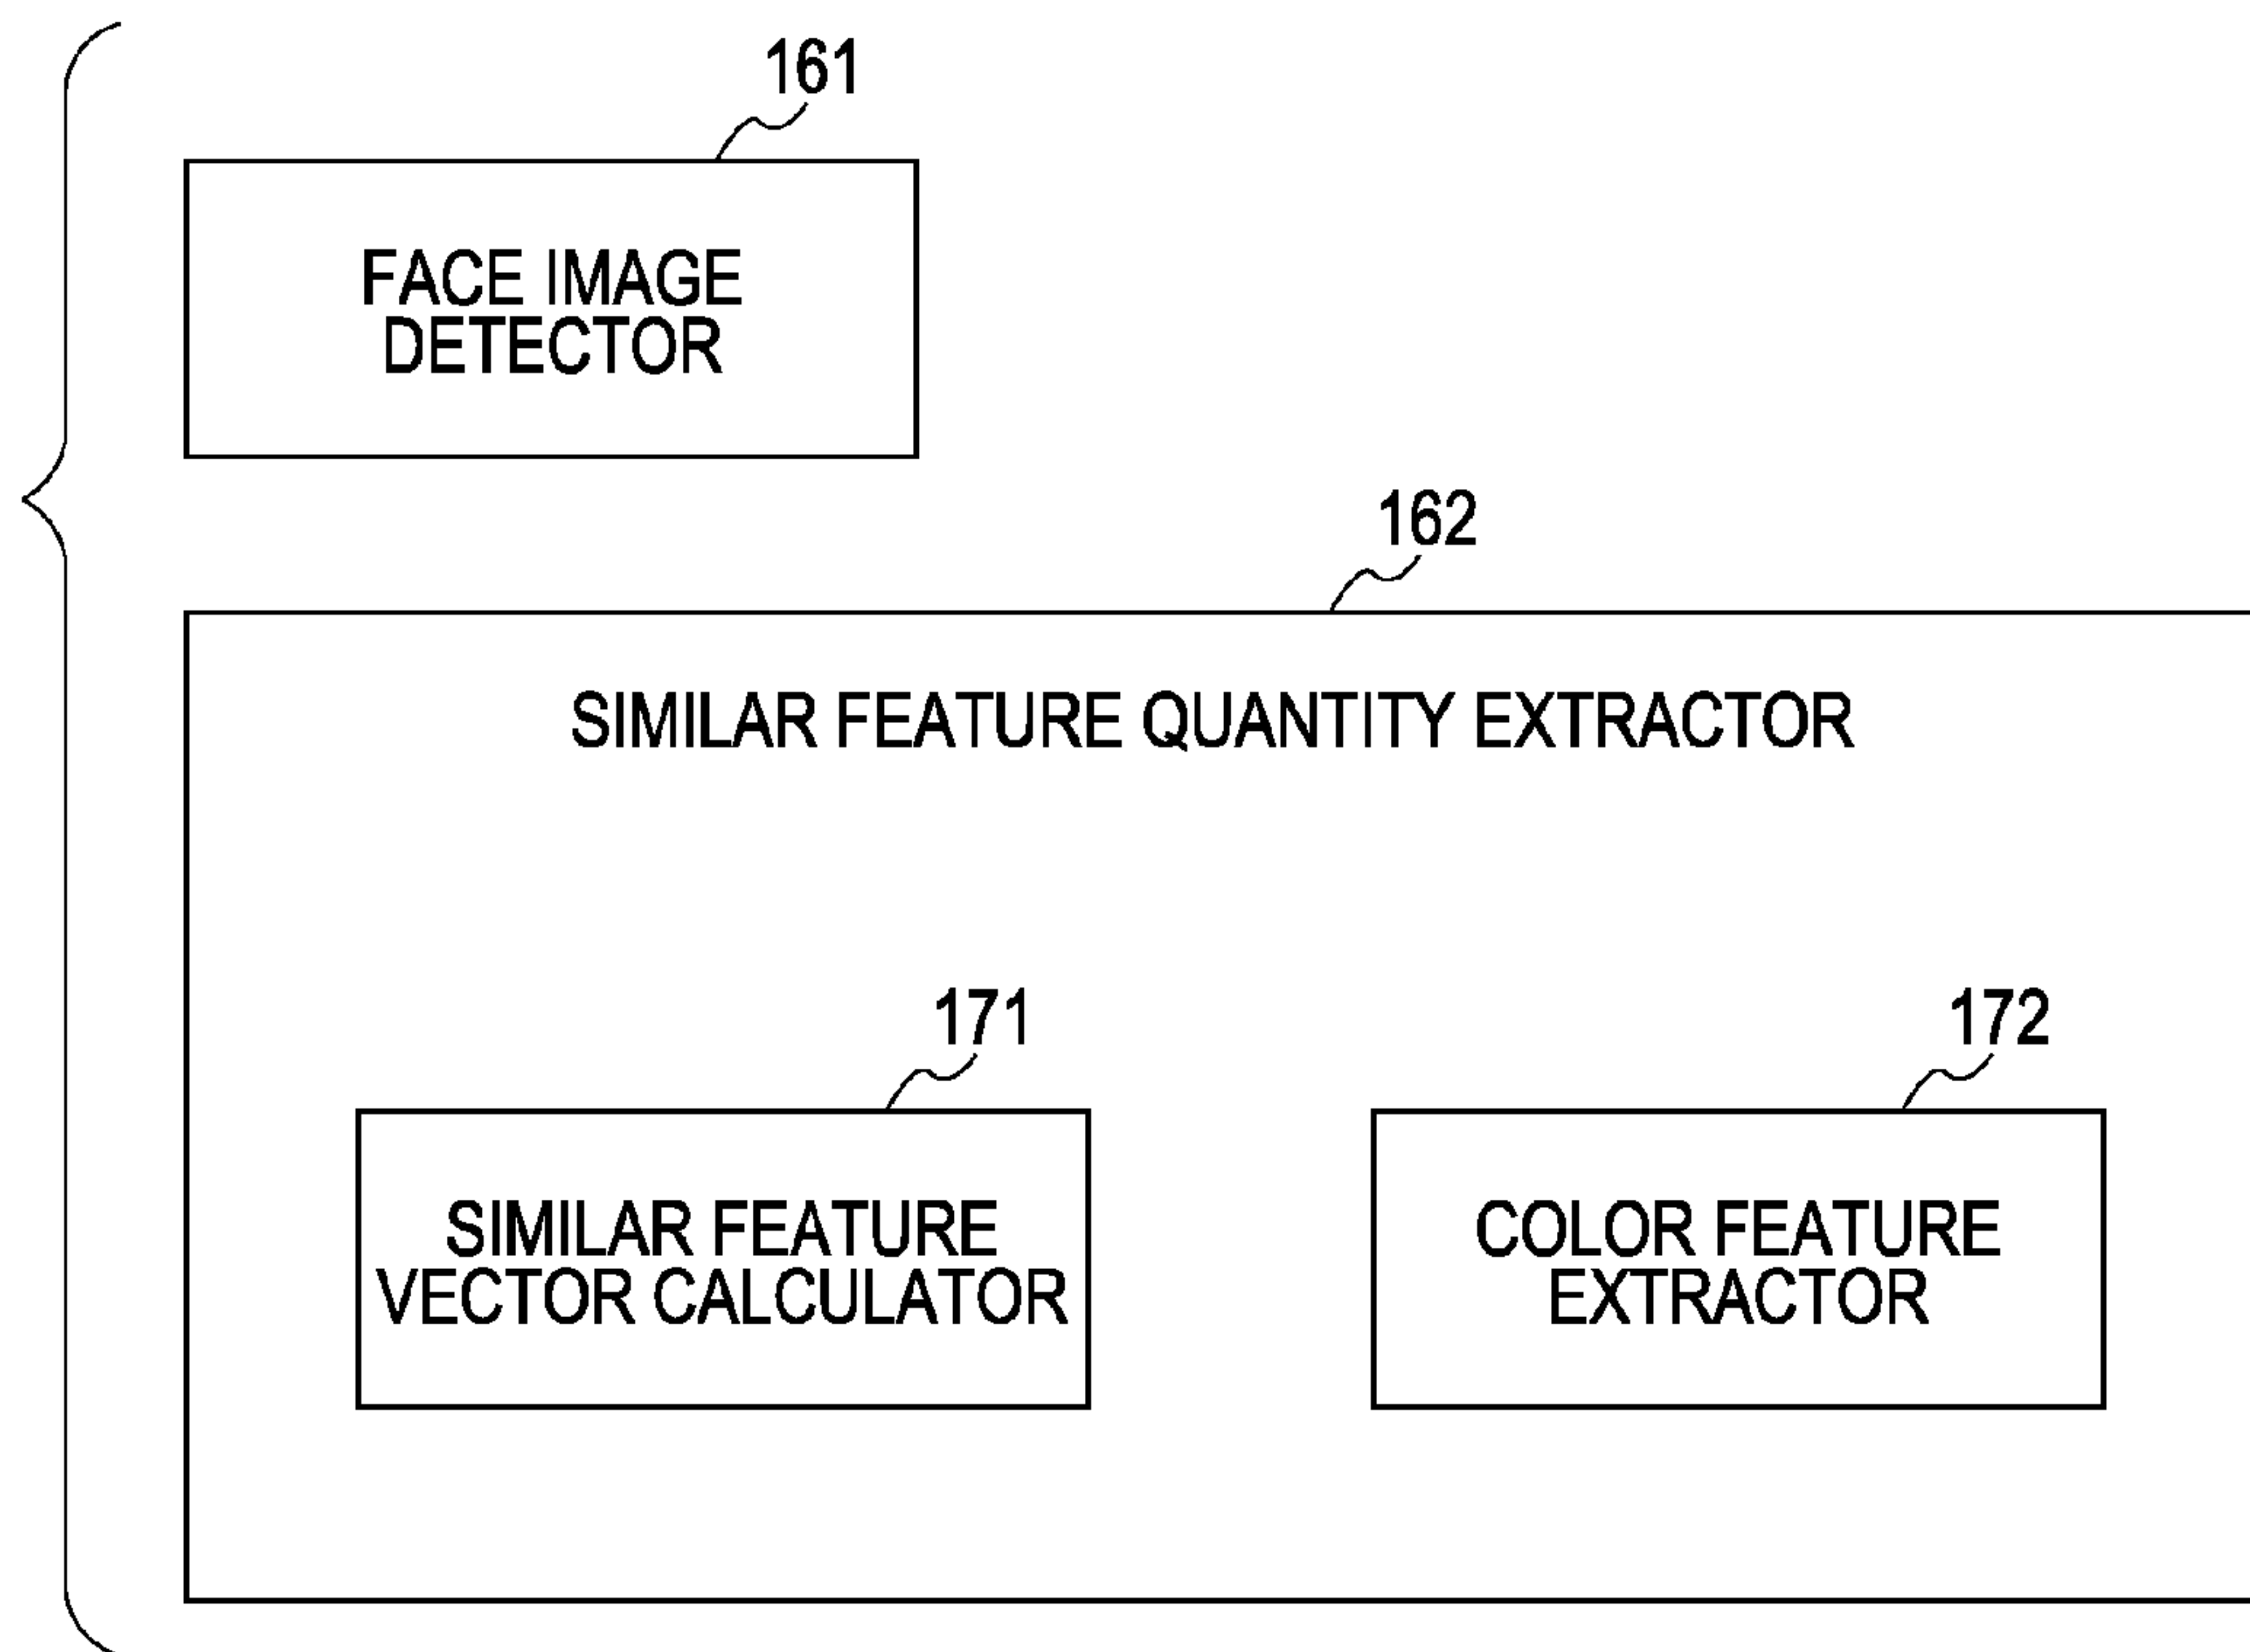 161
FACE IMAGE
DETECTOR
162
SIMILAR FEATURE QUANTITY EXTRACTOR
171
172
SIMILAR FEATURE
VECTOR CALCULATOR
COLOR FEATURE
EXTRACTOR